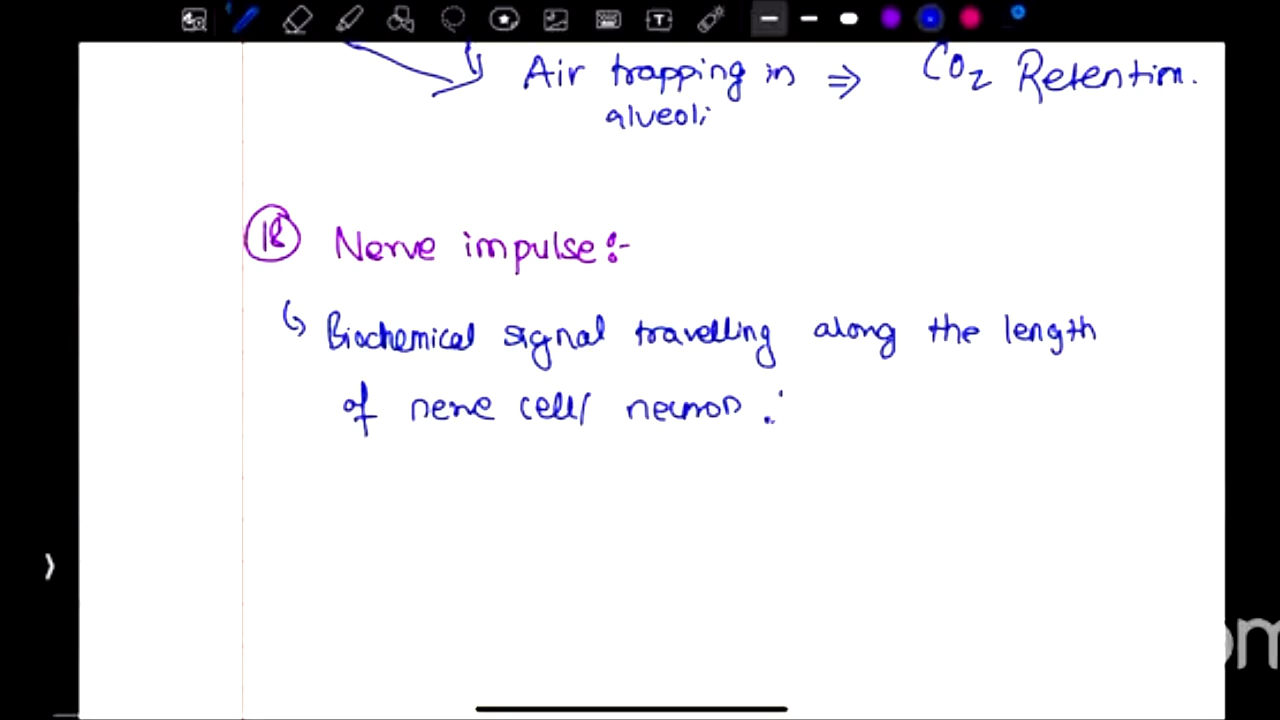 Air trapping in ⇒ CO2 Retention.
alveoli
18 Nerve impulse:-
↳ Biochemical signal travelling along the length
of nerve cell/ neuron.
om